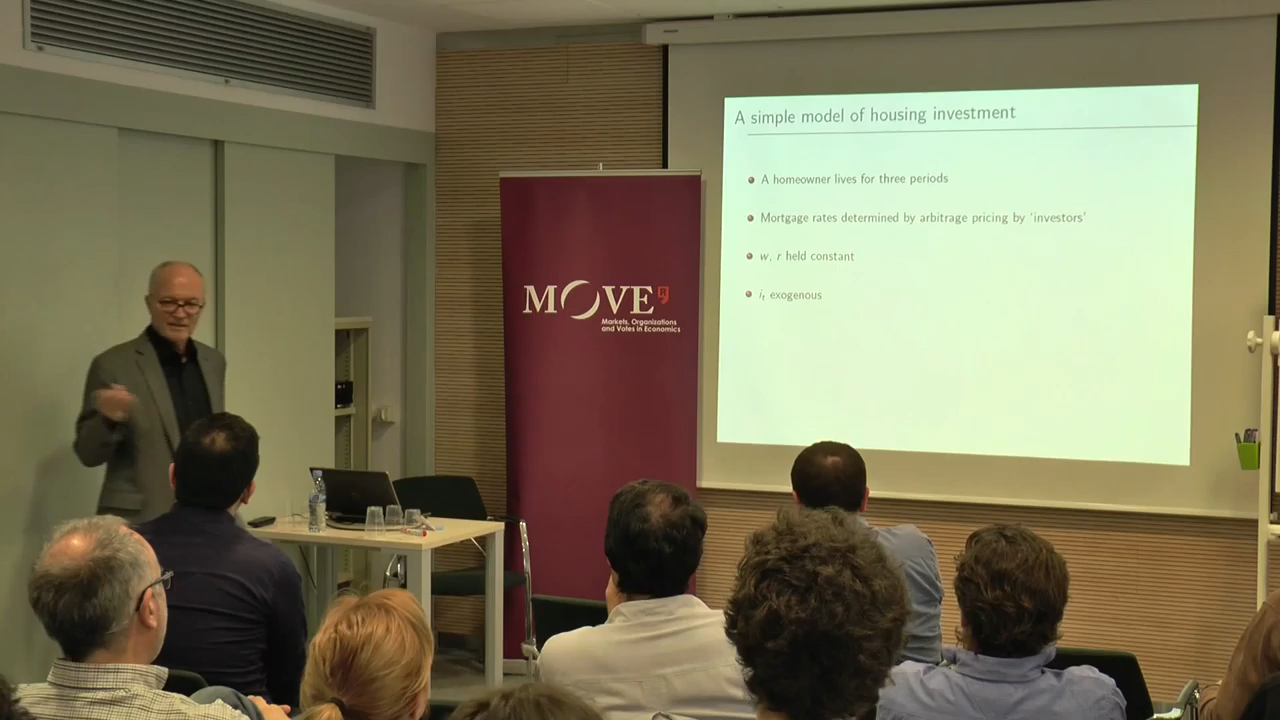 A simple model of housing investment
A homeowner lives for three periods
Mortgage rates determined by arbitrage pricing by ‘investors’
w, r held constant
iₜ exogenous
MOVE
Markets, Organizations
and Votes in Economics